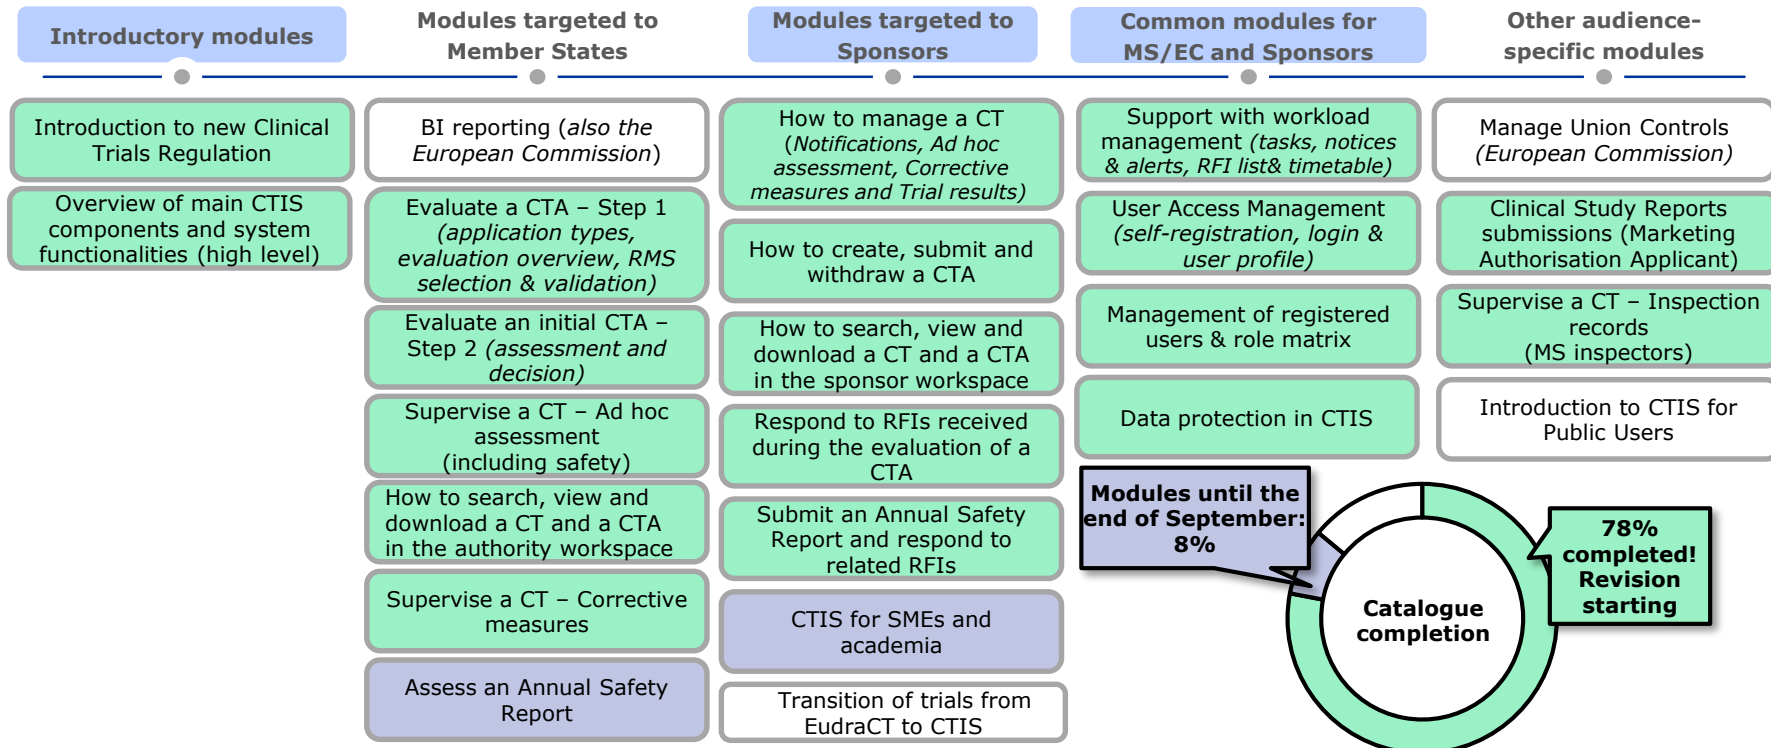 Introductory modules
Modules targeted to
Member States
Modules targeted to
Sponsors
Common modules for
MS/EC and Sponsors
Other audience-
specific modules
Introduction to new Clinical
Trials Regulation
Overview of main CTIS
components and system
functionalities (high level)
BI reporting (also the
European Commission)
Evaluate a CTA – Step 1
(application types,
evaluation overview, RMS
selection & validation)
Evaluate an initial CTA –
Step 2 (assessment and
decision)
Supervise a CT – Ad hoc
assessment
(including safety)
How to search, view and
download a CT and a CTA
in the authority workspace
Supervise a CT – Corrective
measures
Assess an Annual Safety
Report
How to manage a CT
(Notifications, Ad hoc
assessment, Corrective
measures and Trial results)
How to create, submit and
withdraw a CTA
How to search, view and
download a CT and a CTA
in the sponsor workspace
Respond to RFIs received
during the evaluation of a
CTA
Submit an Annual Safety
Report and respond to
related RFIs
CTIS for SMEs and
academia
Transition of trials from
EudraCT to CTIS
Support with workload
management (tasks, notices
& alerts, RFI list& timetable)
User Access Management
(self-registration, login &
user profile)
Management of registered
users & role matrix
Data protection in CTIS
Manage Union Controls
(European Commission)
Clinical Study Reports
submissions (Marketing
Authorisation Applicant)
Supervise a CT – Inspection
records
(MS inspectors)
Introduction to CTIS for
Public Users
Modules until the
end of September:
8%
78%
completed!
Revision
starting
Catalogue
completion